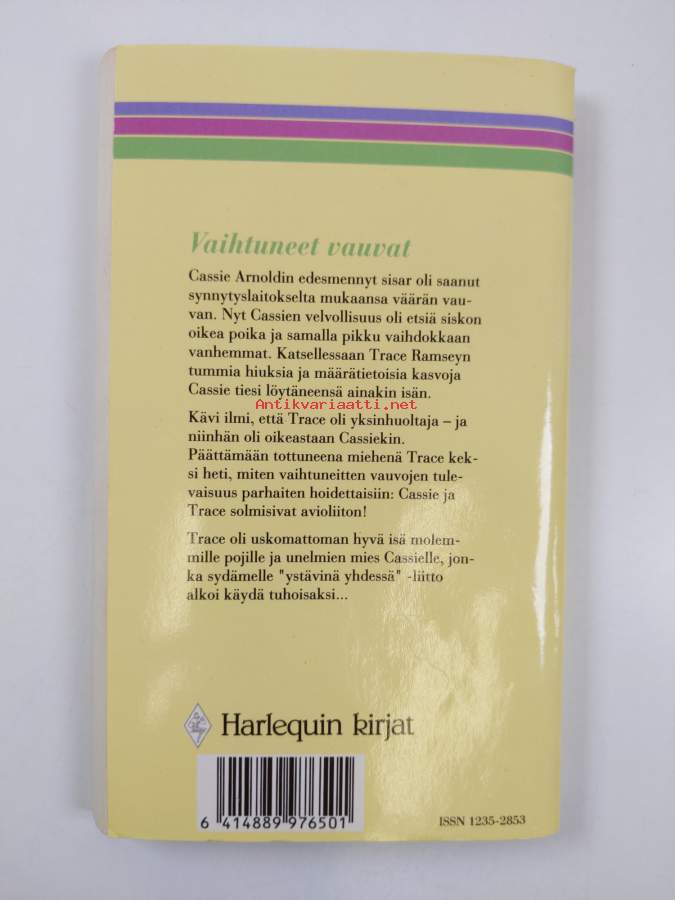 Vaihtuneet vauvat
Cassie Arnoldin edesmennyt sisar oli saanut
synnytyslaitokselta mukaansa väärän vau-
van. Nyt Cassien velvollisuus oli etsiä siskon
oikea poika ja samalla pikku vaihdokkaan
vanhemmat. Katsellessaan Trace Ramseyn
tummia hiuksia ja määrätietoisia kasvoja
Cassie tiesi löytäneensä ainakin isän.
Antikvariaatti.net
Kävi ilmi, että Trace oli yksinhuoltaja – ja
niinhän oli oikeastaan Cassiekin.
Päättämään tottuneena miehenä Trace kek-
si heti, miten vaihtuneitten vauvojen tule-
vaisuus parhaiten hoidettaisiin: Cassie ja
Trace solmisivat avioliiton!
Trace oli uskomattoman hyvä isä molem-
mille pojille ja unelmien mies Cassielle, jon-
ka sydämelle "ystävinä yhdessä" -liitto
alkoi käydä tuhoisaksi...
Harlequin kirjat
6 414889 976501
ISSN 1235-2853